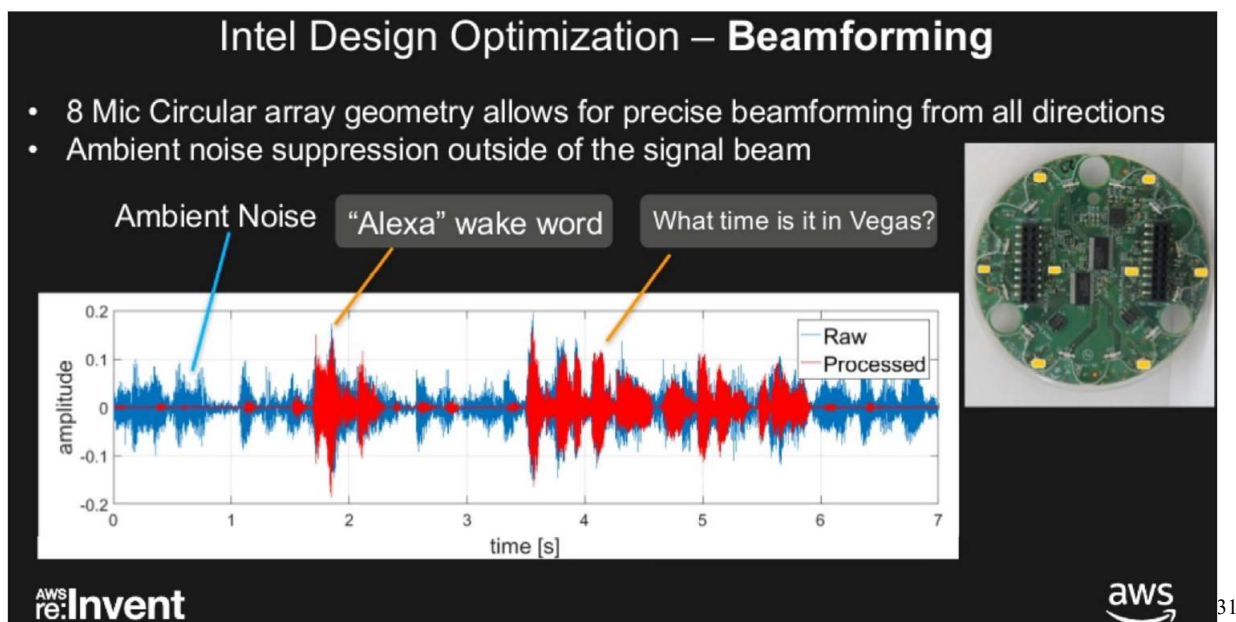 Intel Design Optimization – Beamforming
• 8 Mic Circular array geometry allows for precise beamforming from all directions
• Ambient noise suppression outside of the signal beam
Ambient Noise
“Alexa” wake word
What time is it in Vegas?
0.2
0.1
0
-0.1
-0.2
amplitude
Raw
Processed
0 1 2 3 4 5 6 7
time [s]
AWS
re:Invent
aws
31